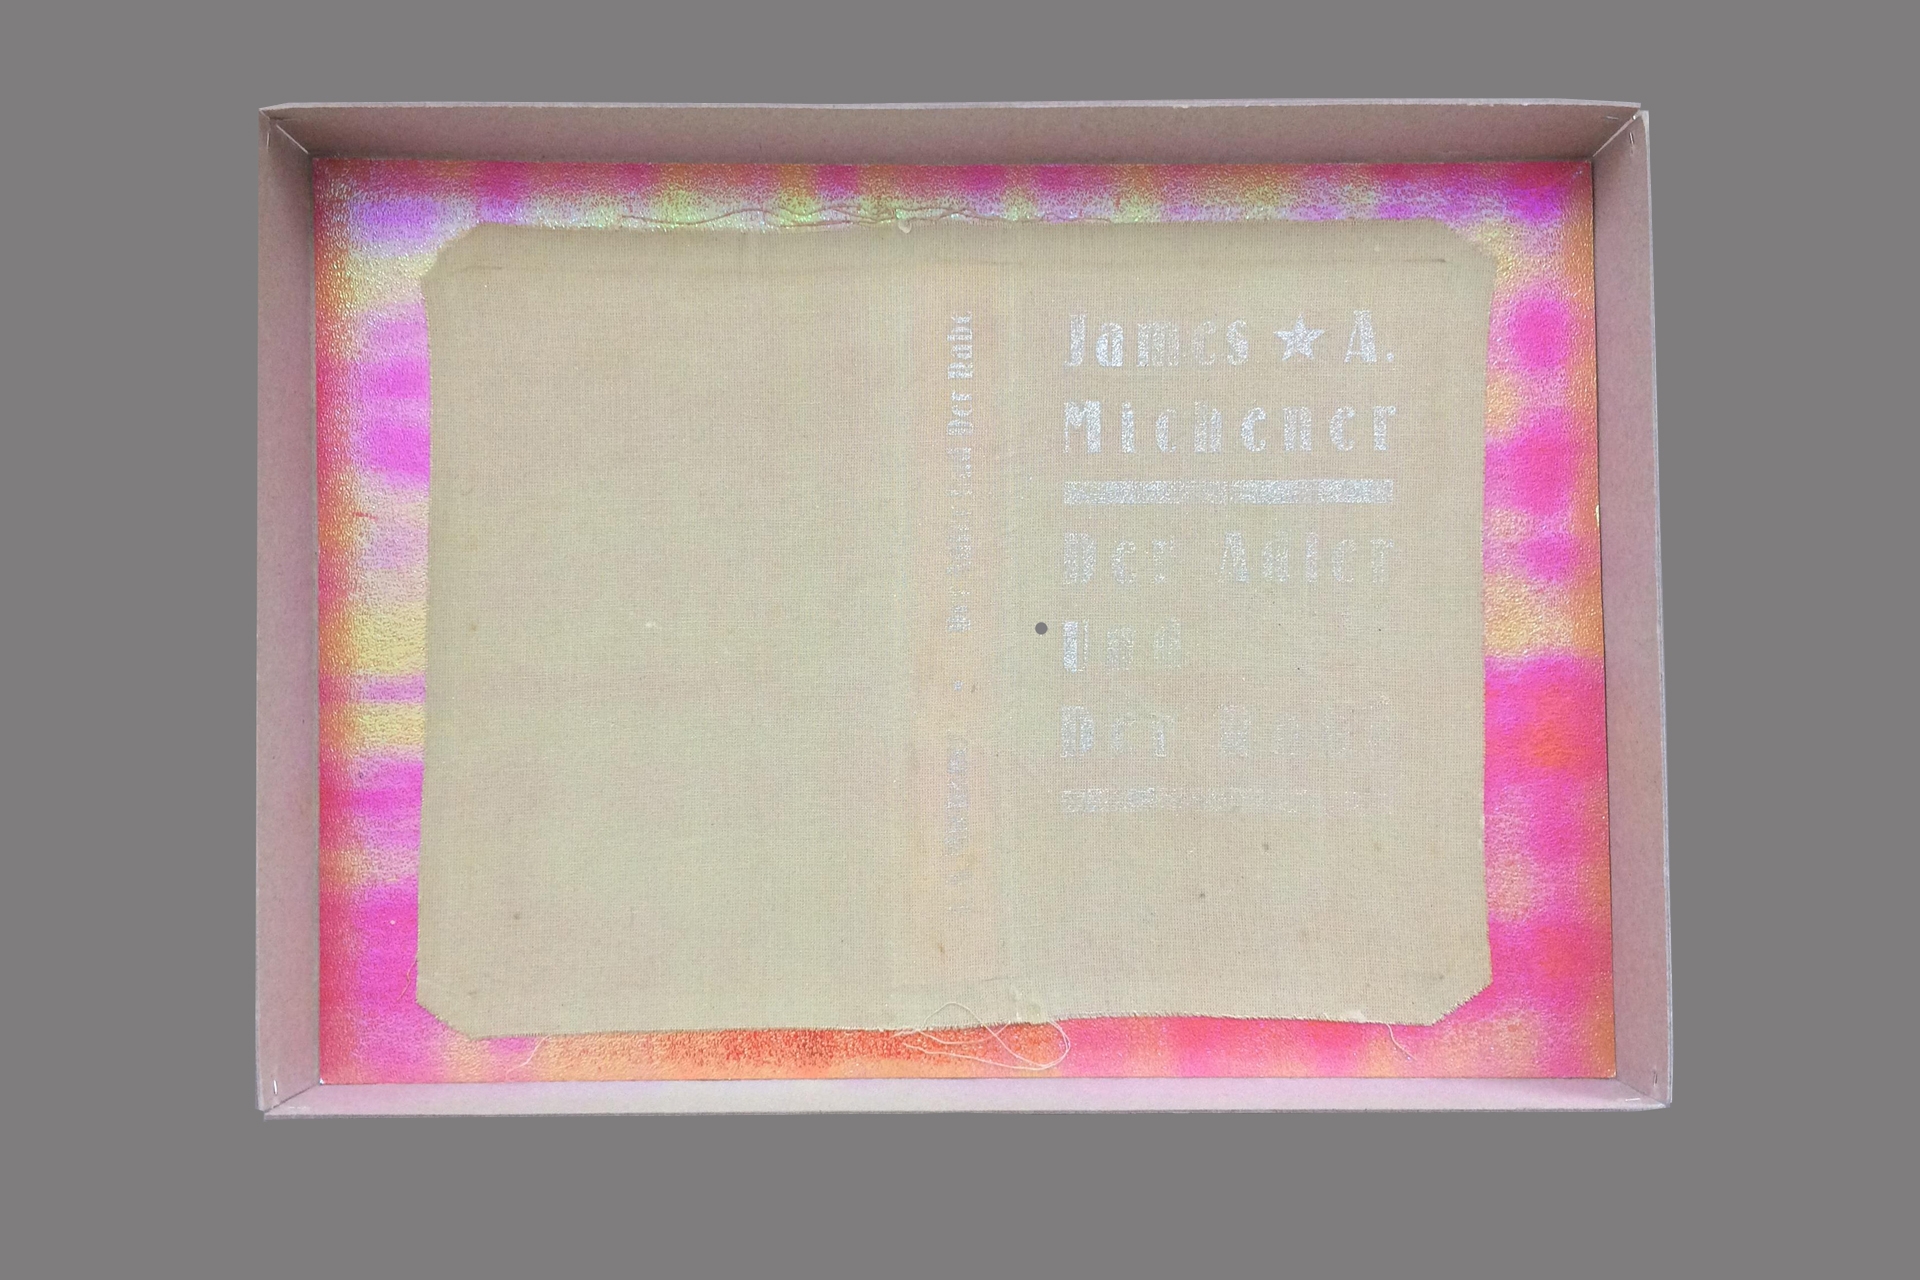 Der Adler Und Der Rabe
James ★ A.
Michener
Der Adler
Und
Der Rabe